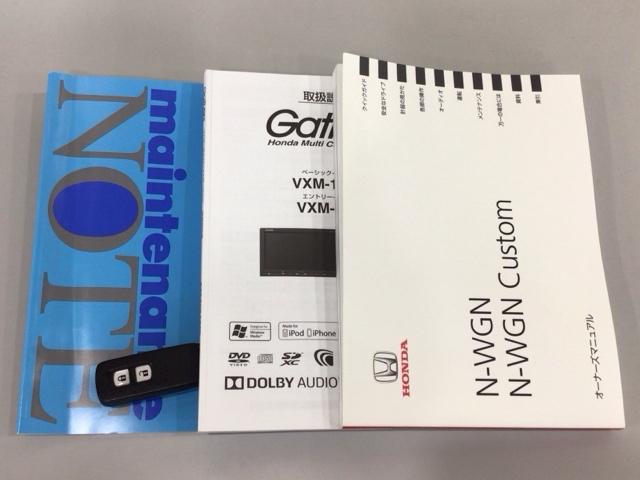 maintenance
NOTE
取扱説
Gath
Honda Multi C
ベーシック
VXM-1
エントリー
VXM-
iPod
iPhone
DVD
VIDEO
SD
XC
DOLBY AUDIO
クイックガイド
安全なドライブ
計器の見かた
各部の操作
オーディオ
運転
メンテナンス
万一の場合には
資料
索引
N-WGN
N-WGN Custom
オーナーズマニュアル
HONDA